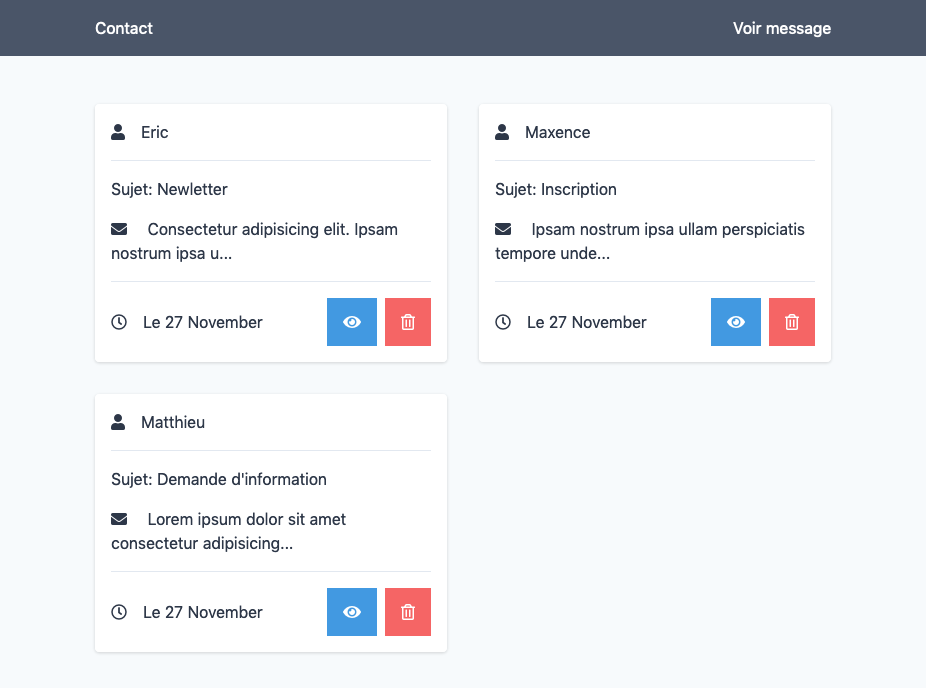 Contact
Voir message
Eric
Sujet: Newletter
Consectetur adipisicing elit. Ipsam
nostrum ipsa u...
Le 27 November
Maxence
Sujet: Inscription
Ipsam nostrum ipsa ullam perspiciatis
tempore unde...
Le 27 November
Matthieu
Sujet: Demande d'information
Lorem ipsum dolor sit amet
consectetur adipisicing...
Le 27 November